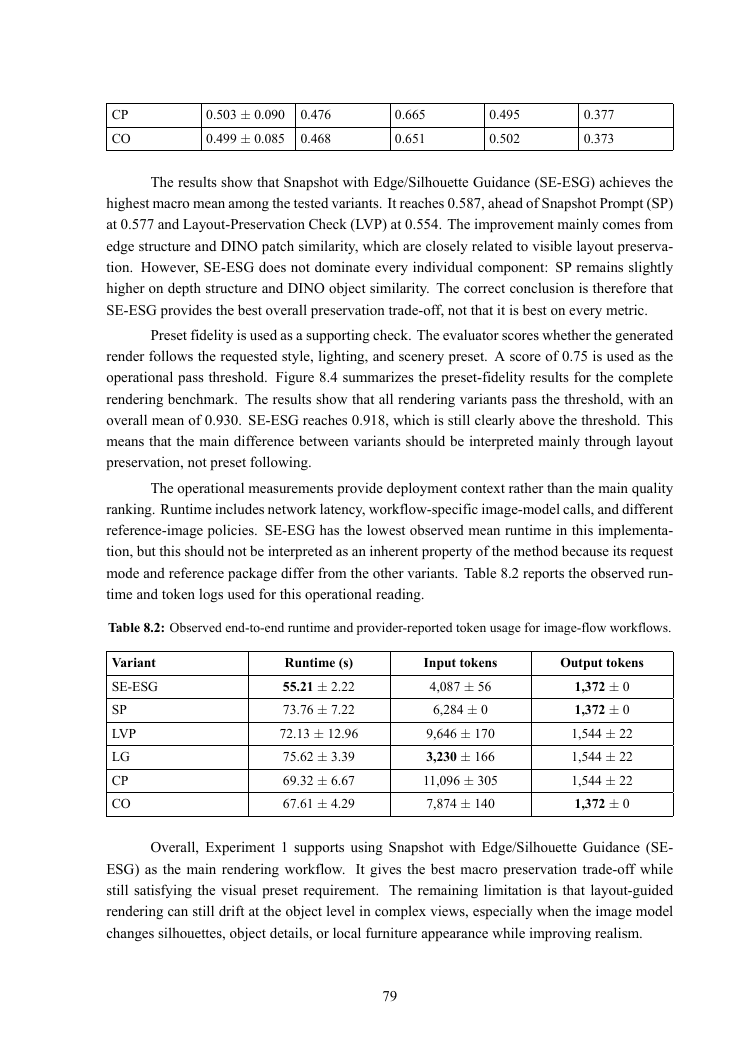 CP 0.503 ± 0.090 0.476 0.665 0.495 0.377
CO 0.499 ± 0.085 0.468 0.651 0.502 0.373
The results show that Snapshot with Edge/Silhouette Guidance (SE-ESG) achieves the
highest macro mean among the tested variants. It reaches 0.587, ahead of Snapshot Prompt (SP)
at 0.577 and Layout-Preservation Check (LVP) at 0.554. The improvement mainly comes from
edge structure and DINO patch similarity, which are closely related to visible layout preserva-
tion. However, SE-ESG does not dominate every individual component: SP remains slightly
higher on depth structure and DINO object similarity. The correct conclusion is therefore that
SE-ESG provides the best overall preservation trade-off, not that it is best on every metric.
Preset fidelity is used as a supporting check. The evaluator scores whether the generated
render follows the requested style, lighting, and scenery preset. A score of 0.75 is used as the
operational pass threshold. Figure 8.4 summarizes the preset-fidelity results for the complete
rendering benchmark. The results show that all rendering variants pass the threshold, with an
overall mean of 0.930. SE-ESG reaches 0.918, which is still clearly above the threshold. This
means that the main difference between variants should be interpreted mainly through layout
preservation, not preset following.
The operational measurements provide deployment context rather than the main quality
ranking. Runtime includes network latency, workflow-specific image-model calls, and different
reference-image policies. SE-ESG has the lowest observed mean runtime in this implementa-
tion, but this should not be interpreted as an inherent property of the method because its request
mode and reference package differ from the other variants. Table 8.2 reports the observed run-
time and token logs used for this operational reading.
Table 8.2: Observed end-to-end runtime and provider-reported token usage for image-flow workflows.
Variant Runtime (s) Input tokens Output tokens
SE-ESG 55.21 ± 2.22 4,087 ± 56 1,372 ± 0
SP 73.76 ± 7.22 6,284 ± 0 1,372 ± 0
LVP 72.13 ± 12.96 9,646 ± 170 1,544 ± 22
LG 75.62 ± 3.39 3,230 ± 166 1,544 ± 22
CP 69.32 ± 6.67 11,096 ± 305 1,544 ± 22
CO 67.61 ± 4.29 7,874 ± 140 1,372 ± 0
Overall, Experiment 1 supports using Snapshot with Edge/Silhouette Guidance (SE-
ESG) as the main rendering workflow. It gives the best macro preservation trade-off while
still satisfying the visual preset requirement. The remaining limitation is that layout-guided
rendering can still drift at the object level in complex views, especially when the image model
changes silhouettes, object details, or local furniture appearance while improving realism.
79